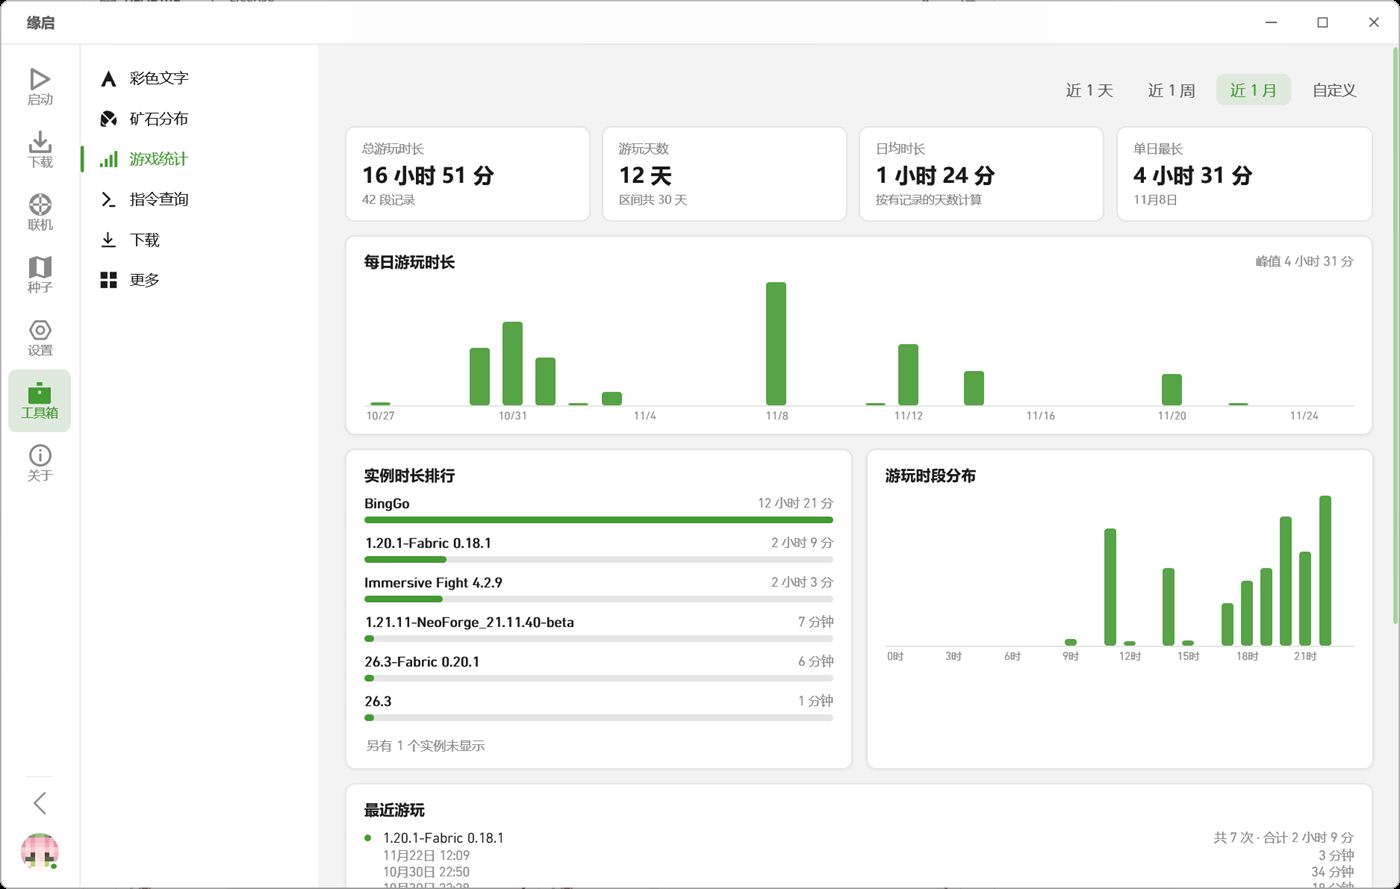 缘启
启动
下载
联机
种子
设置
工具箱
关于
彩色文字
矿石分布
游戏统计
指令查询
下载
更多
近 1 天
近 1 周
近 1 月
自定义
总游玩时长
16 小时 51 分
42 段记录
游玩天数
12 天
区间共 30 天
日均时长
1 小时 24 分
按有记录的天数计算
单日最长
4 小时 31 分
11月8日
每日游玩时长
峰值 4 小时 31 分
10/27
10/31
11/4
11/8
11/12
11/16
11/20
11/24
实例时长排行
BingGo
12 小时 21 分
1.20.1-Fabric 0.18.1
2 小时 9 分
Immersive Fight 4.2.9
2 小时 3 分
1.21.11-NeoForge_21.11.40-beta
7 分钟
26.3-Fabric 0.20.1
6 分钟
26.3
1 分钟
另有 1 个实例未显示
游玩时段分布
0时
3时
6时
9时
12时
15时
18时
21时
最近游玩
1.20.1-Fabric 0.18.1
共 7 次 · 合计 2 小时 9 分
11月22日 12:09
3 分钟
10月30日 22:50
34 分钟